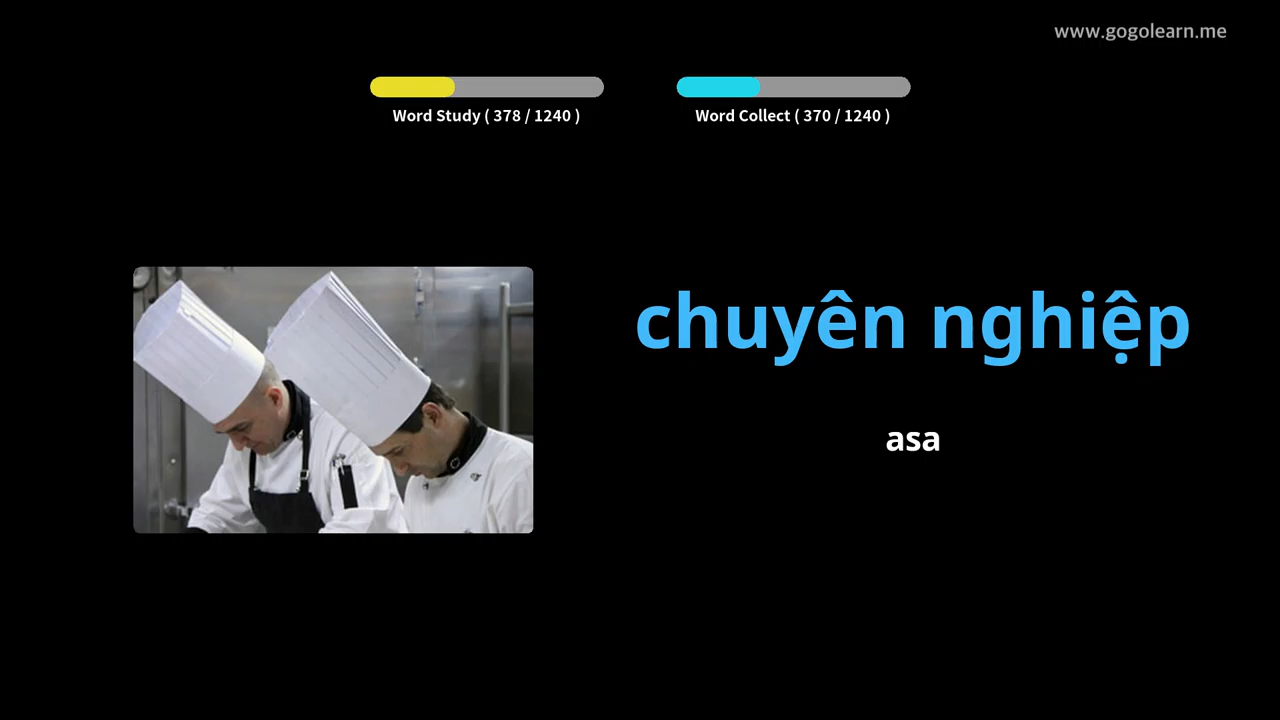 www.gogolearn.me
Word Study ( 378 / 1240 )
Word Collect ( 370 / 1240 )
chuyên nghiệp
asa